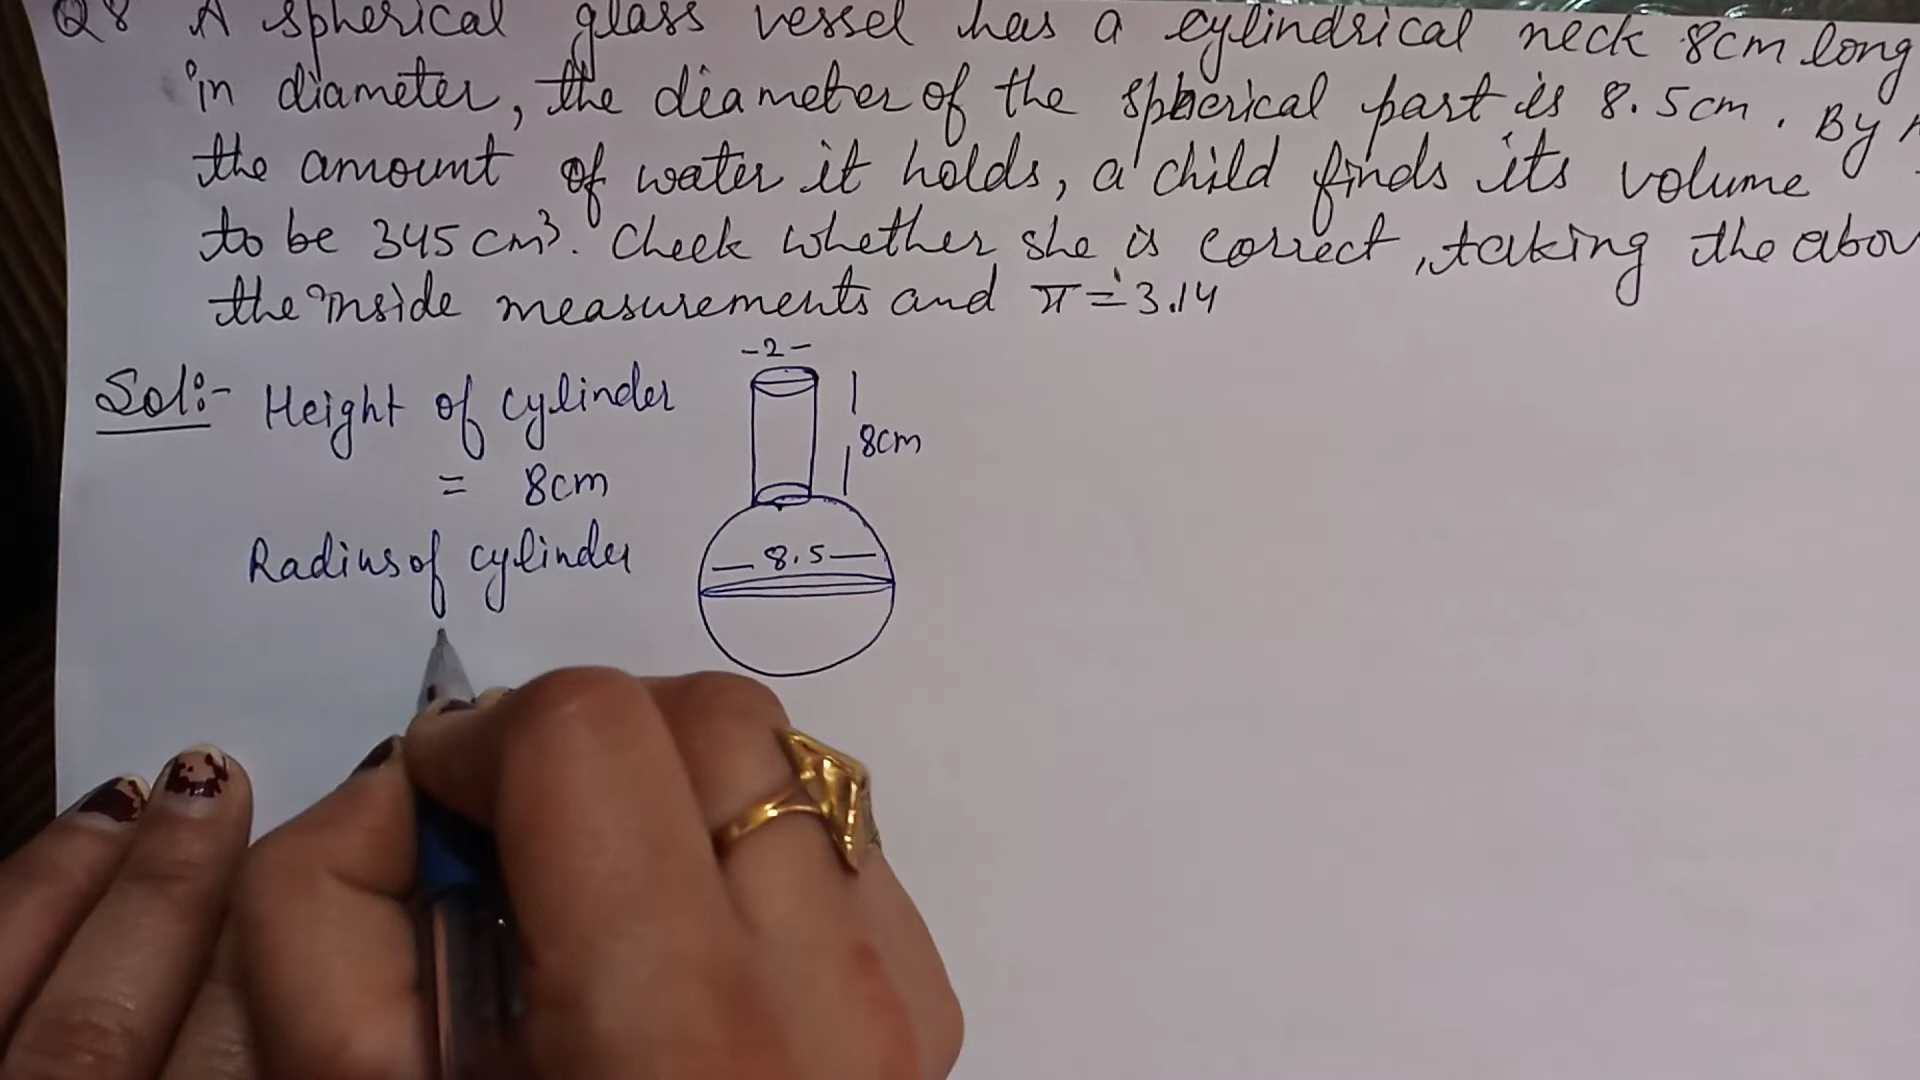 Q8 A spherical glass vessel has a cylindrical neck 8cm long
in diameter, the diameter of the spherical part is 8.5cm. By
the amount of water it holds, a child finds its volume
to be 345 cm³. Check whether she is correct, taking the abov
the inside measurements and π = 3.14
-2-
Sol:- Height of cylinder
8cm
= 8cm
Radius of cylinder
- 8.5 -